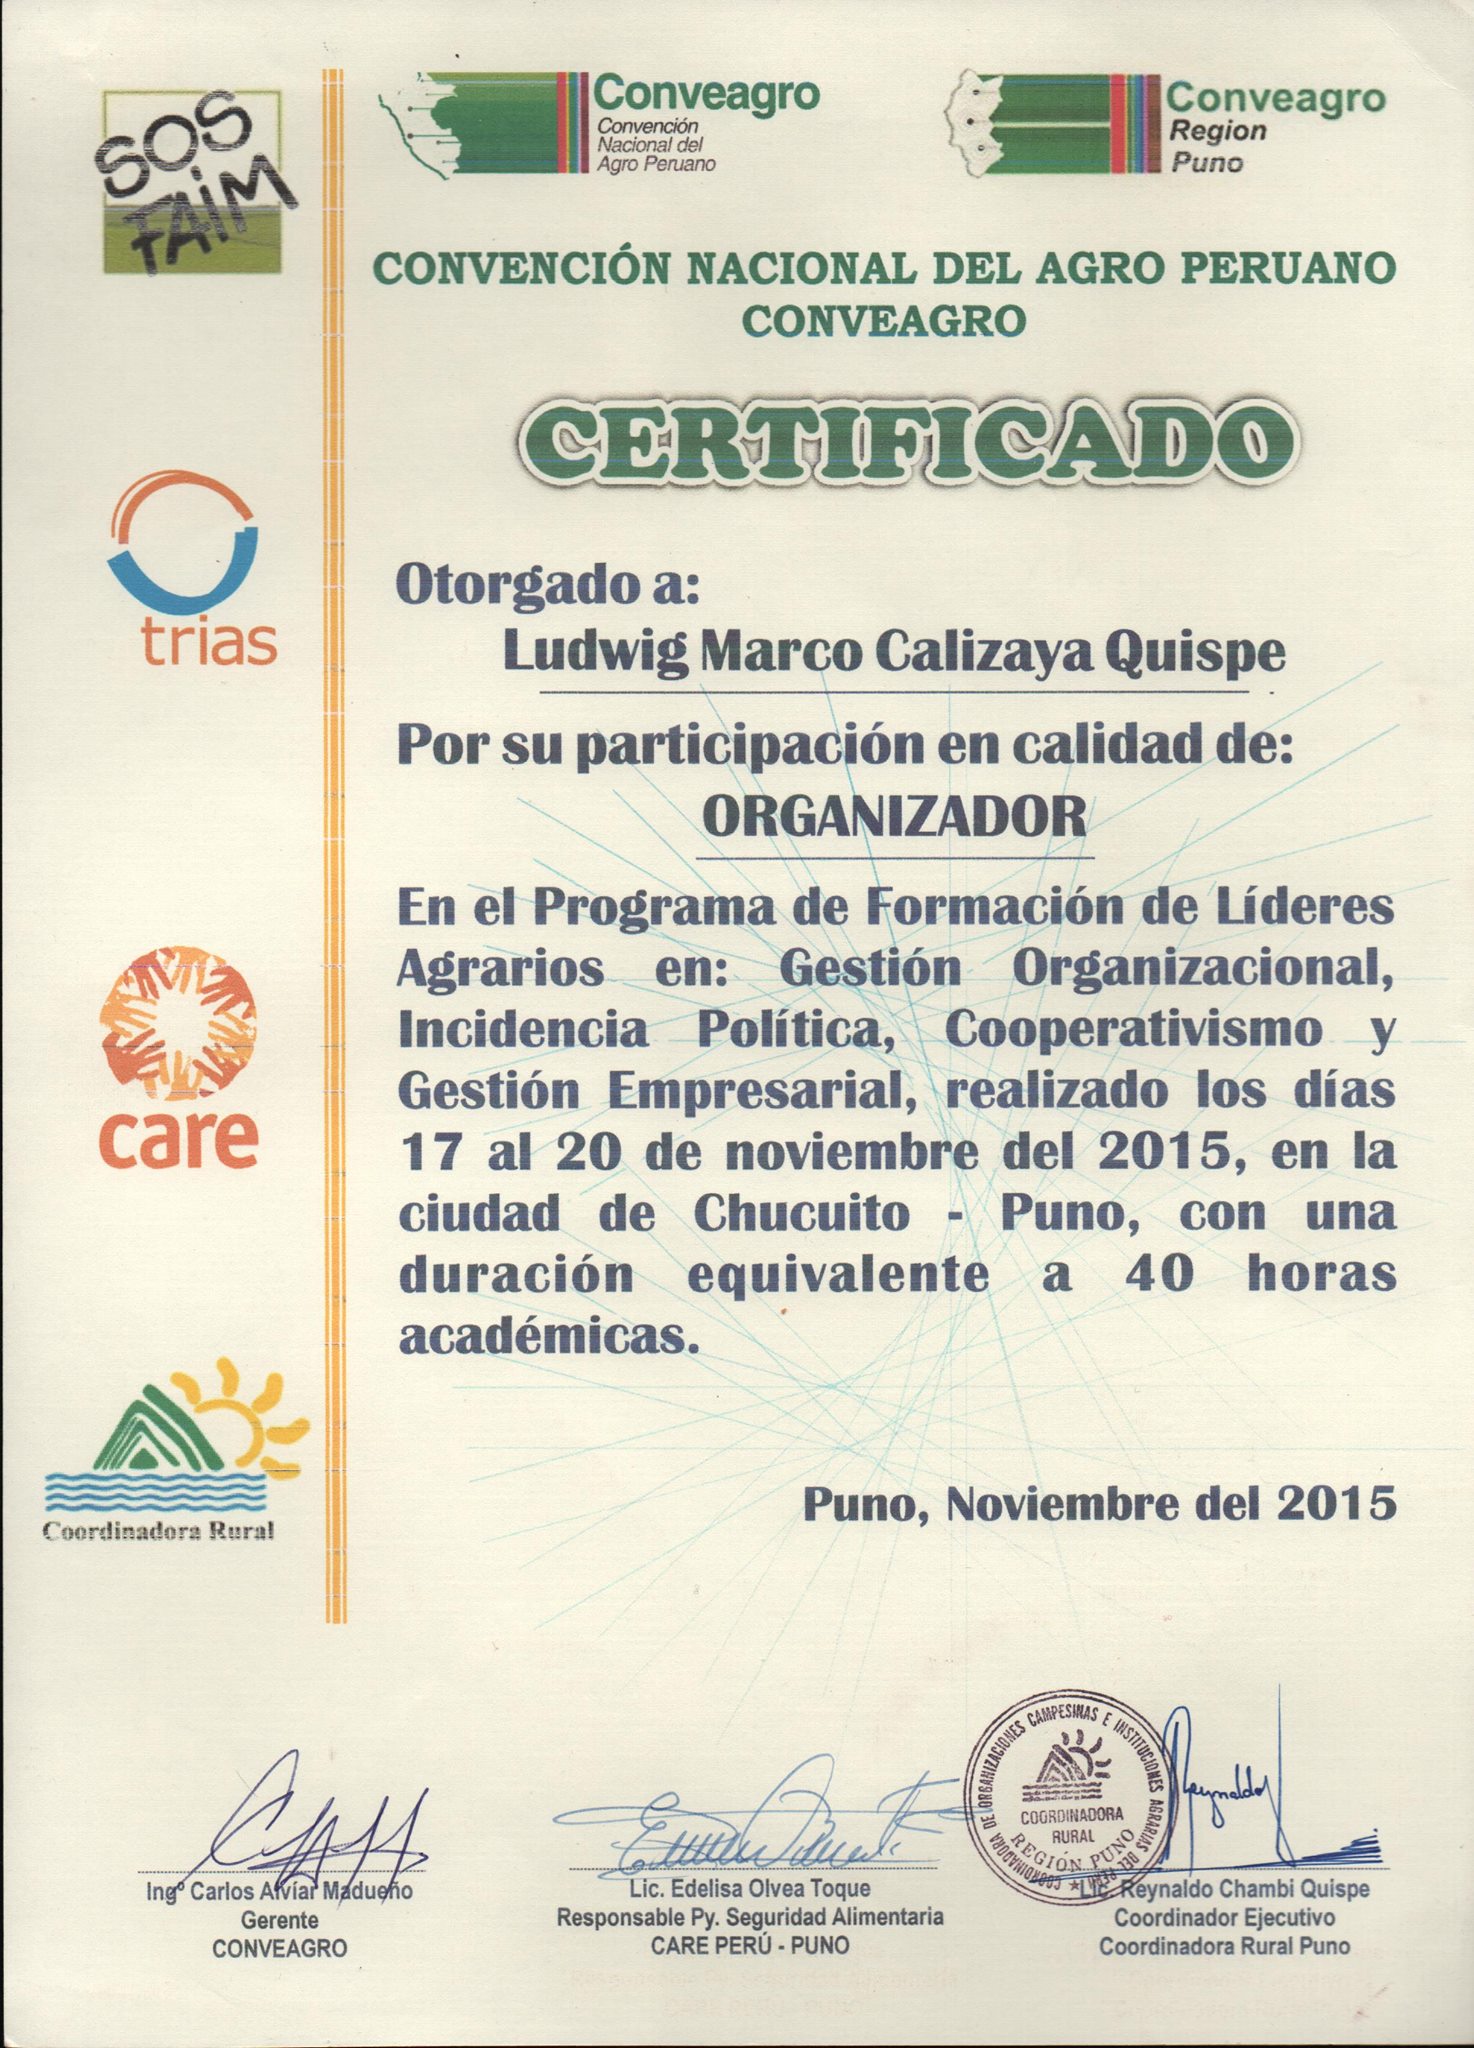 SOS
FAIM
Conveagro
Convención
Nacional del
Agro Peruano
Conveagro
Region
Puno
CONVENCIÓN NACIONAL DEL AGRO PERUANO
CONVEAGRO
CERTIFICADO
trias
Otorgado a:
Ludwig Marco Calizaya Quispe
Por su participación en calidad de:
ORGANIZADOR
En el Programa de Formación de Líderes
Agrarios en: Gestión Organizacional,
Incidencia Política, Cooperativismo y
Gestión Empresarial, realizado los días
17 al 20 de noviembre del 2015, en la
ciudad de Chucuito - Puno, con una
duración equivalente a 40 horas
académicas.
care
Coordinadora Rural
Puno, Noviembre del 2015
COORDINADORA DE ORGANIZACIONES CAMPESINAS E INSTITUCIONES AGRARIAS DEL PERÚ
COORDINADORA
RURAL
REGIÓN PUNO
Reynaldo
Ingº Carlos Alvíar Madueño
Gerente
CONVEAGRO
Lic. Edelisa Olvea Toque
Responsable Py. Seguridad Alimentaria
CARE PERÚ - PUNO
Lic. Reynaldo Chambi Quispe
Coordinador Ejecutivo
Coordinadora Rural Puno